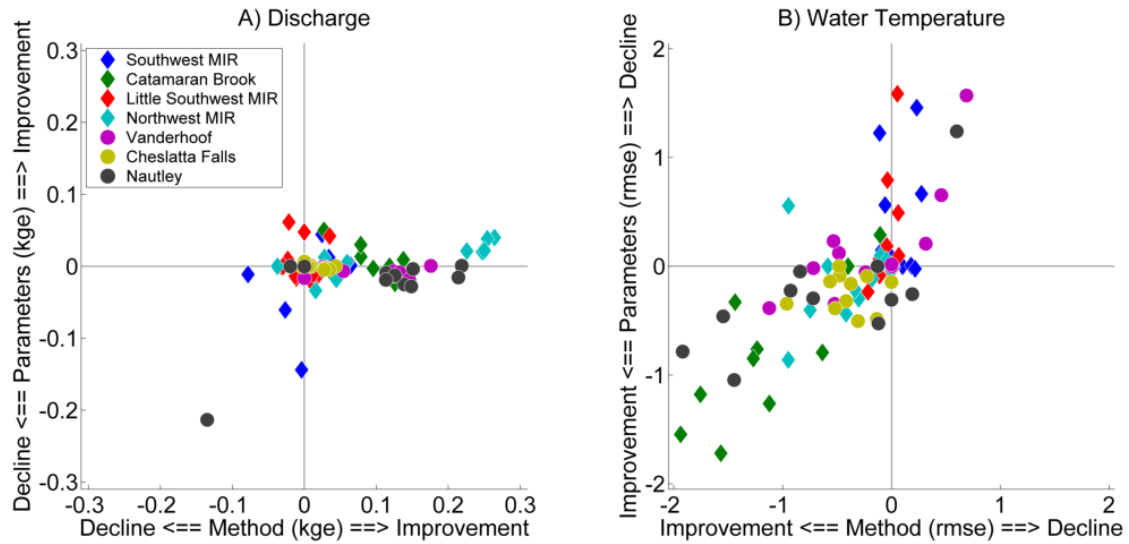 A) Discharge
0.3
0.2
0.1
0
-0.1
-0.2
-0.3
Decline <== Parameters (kge) ==> Improvement
Southwest MIR
Catamaran Brook
Little Southwest MIR
Northwest MIR
Vanderhoof
Cheslatta Falls
Nautley
-0.3 -0.2 -0.1 0 0.1 0.2 0.3
Decline <== Method (kge) ==> Improvement
B) Water Temperature
2
1
0
-1
-2
Improvement <== Parameters (rmse) ==> Decline
-2 -1 0 1 2
Improvement <== Method (rmse) ==> Decline